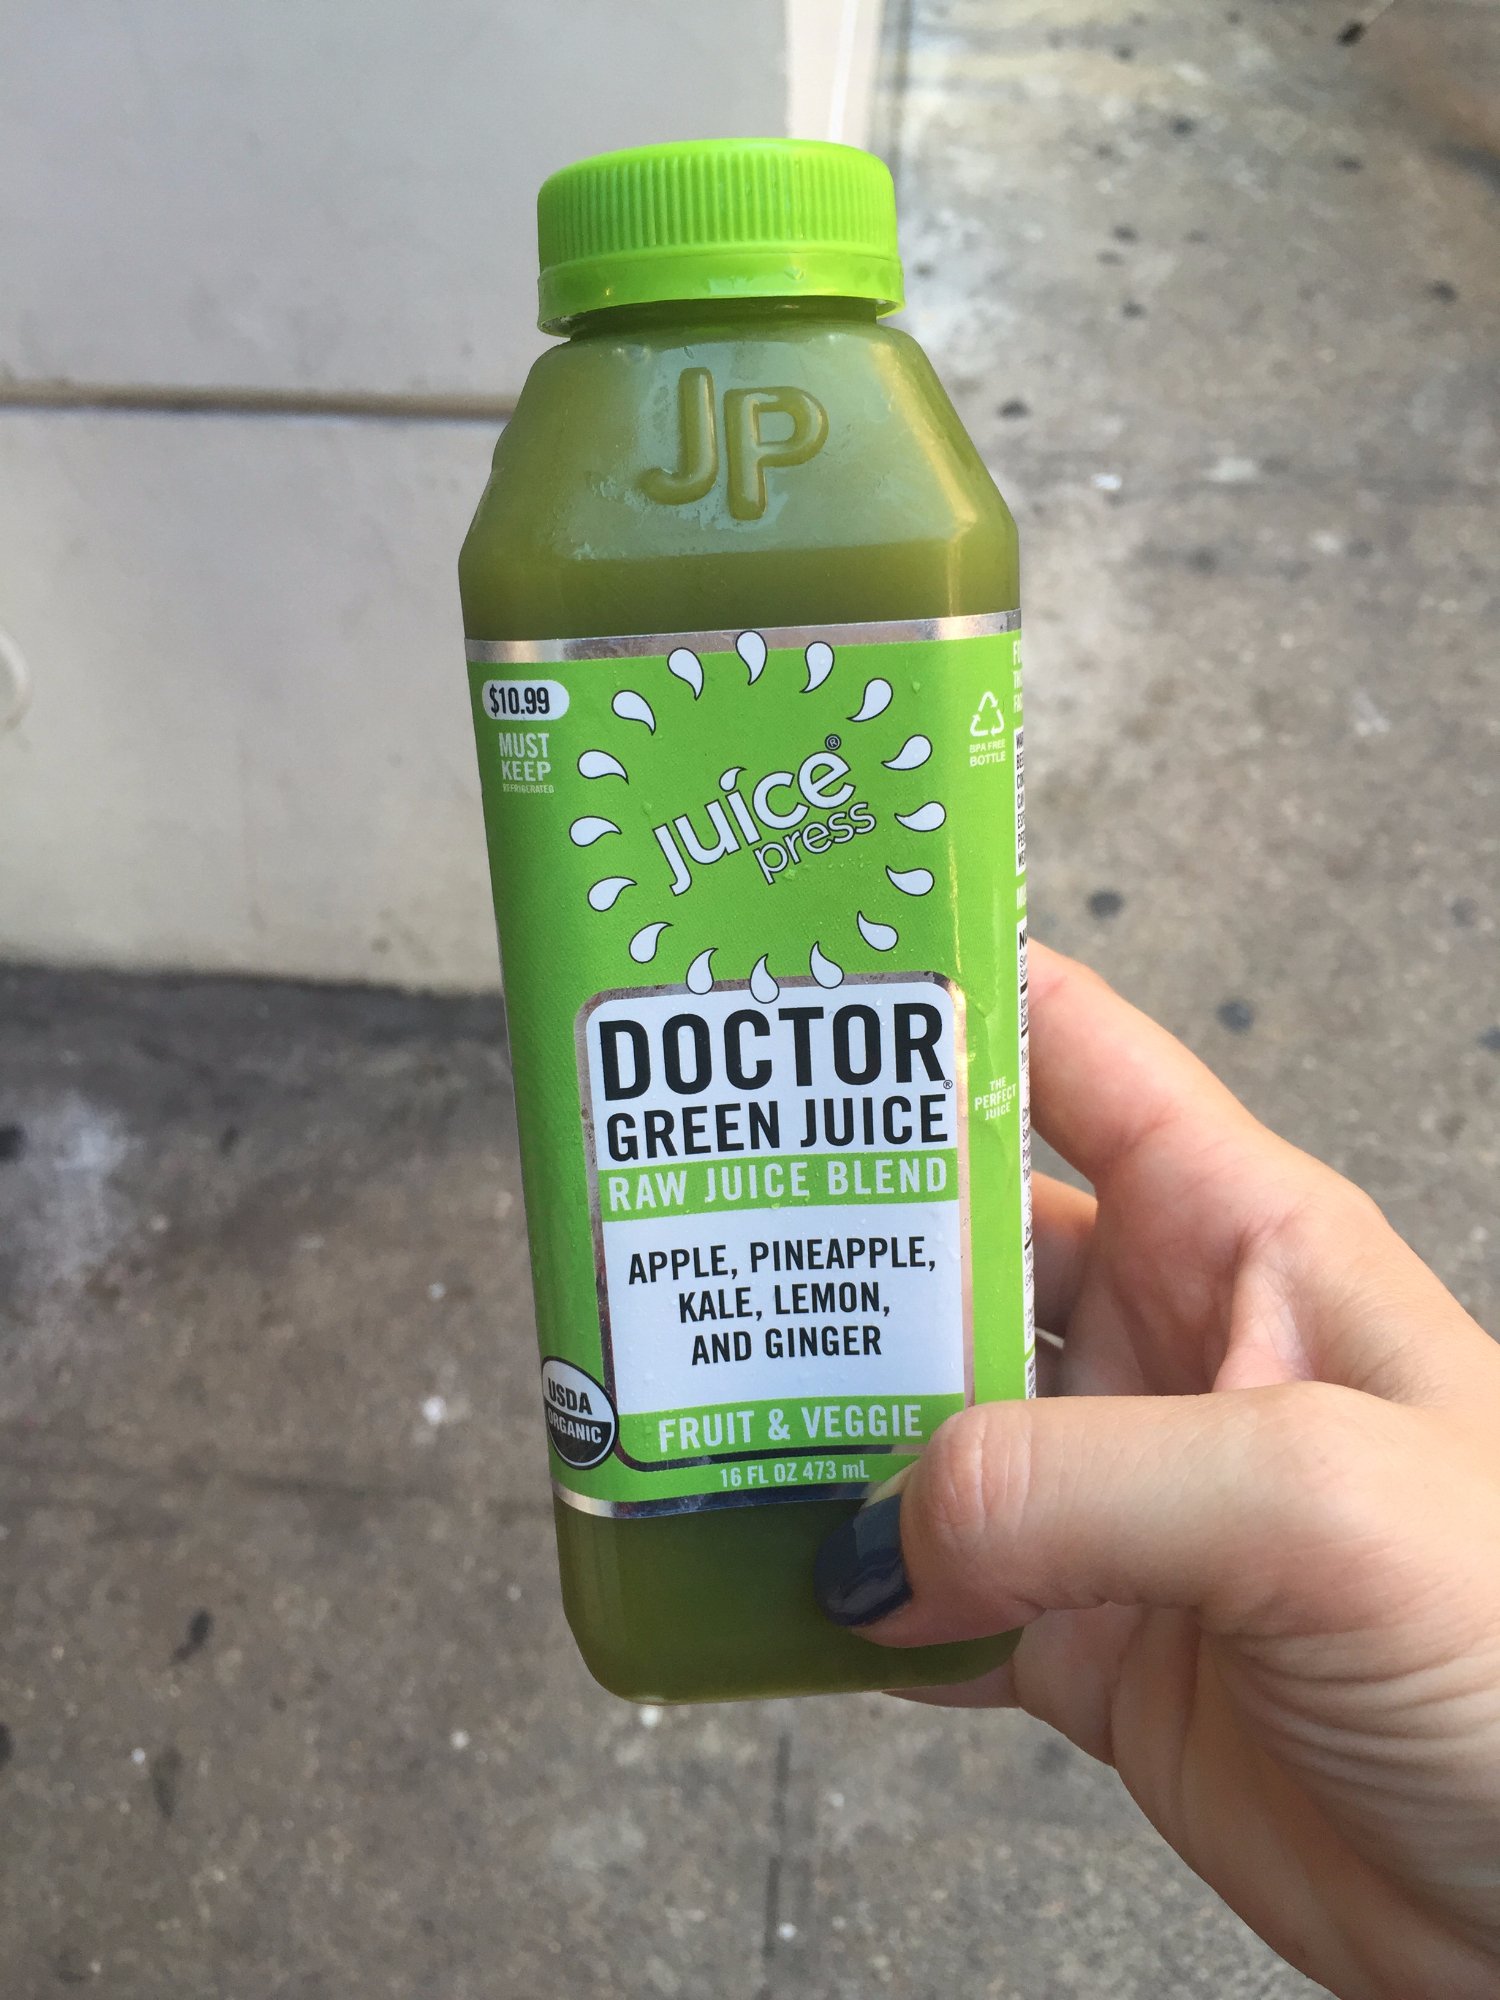 JP
$10.99
MUST
KEEP
REFRIGERATED
juice®
press
BPA FREE
BOTTLE
DOCTOR®
GREEN JUICE
RAW JUICE BLEND
THE
PERFECT
JUICE
APPLE, PINEAPPLE,
KALE, LEMON,
AND GINGER
USDA
ORGANIC
FRUIT & VEGGIE
16 FL OZ 473 mL